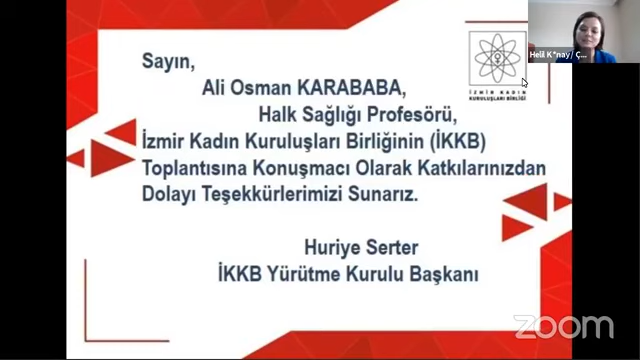 Sayın,
Ali Osman KARABABA,
Halk Sağlığı Profesörü,
İzmir Kadın Kuruluşları Birliğinin (İKKB)
Toplantısına Konuşmacı Olarak Katkılarınızdan
Dolayı Teşekkürlerimizi Sunarız.
Huriye Serter
İKKB Yürütme Kurulu Başkanı
İZMİR KADIN
KURULUŞLARI BİRLİĞİ
zoom